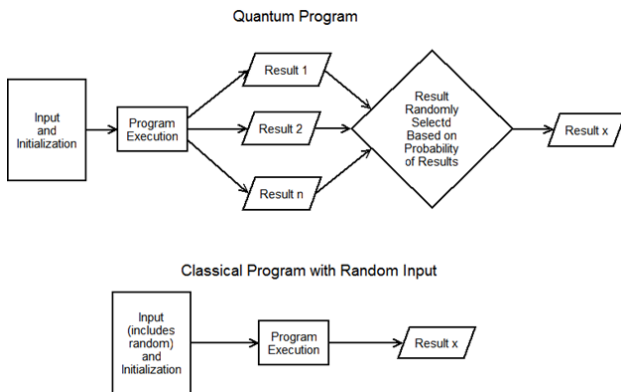 Quantum Program
Input
and
Initialization
Program
Execution
Result 1
Result 2
Result n
Result
Randomly
Selectd
Based on
Probability
of Results
Result x
Classical Program with Random Input
Input
(includes
random)
and
Initialization
Program
Execution
Result x